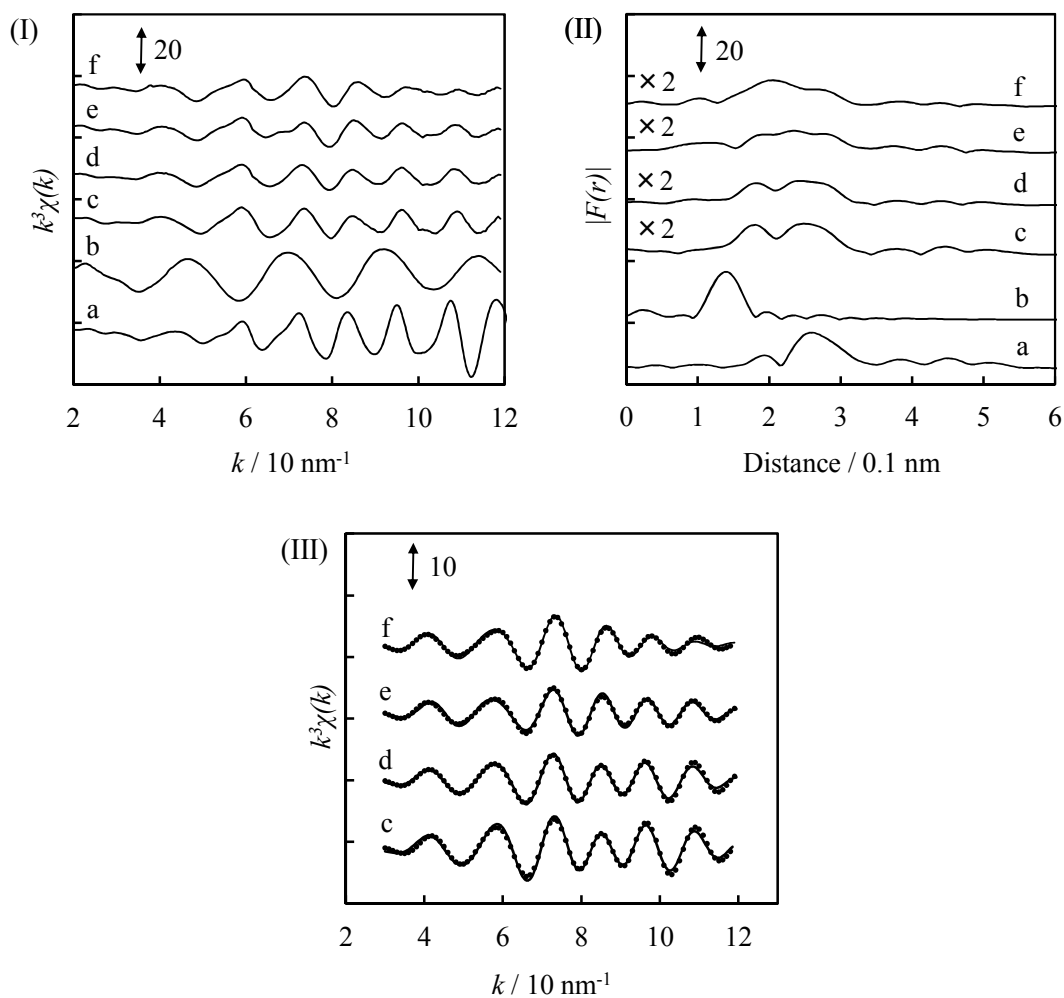 (I)
20
f
e
d
c
b
a
k³χ(k)
2 4 6 8 10 12
k / 10 nm⁻¹
(II)
20
×2 f
×2 e
×2 d
×2 c
b
a
|F(r)|
0 1 2 3 4 5 6
Distance / 0.1 nm
(III)
10
f
e
d
c
k³χ(k)
2 4 6 8 10 12
k / 10 nm⁻¹